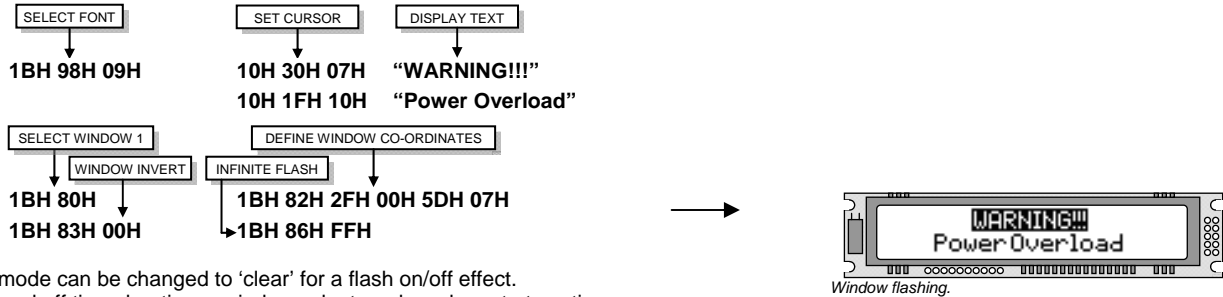 SELECT FONT SET CURSOR DISPLAY TEXT
1BH 98H 09H 10H 30H 07H “WARNING!!!”
10H 1FH 10H “Power Overload”
SELECT WINDOW 1 DEFINE WINDOW CO-ORDINATES
WINDOW INVERT INFINITE FLASH
1BH 80H 1BH 82H 2FH 00H 5DH 07H
1BH 83H 00H 1BH 86H FFH
WARNING!!!
Power Overload
mode can be changed to ‘clear’ for a flash on/off effect.
Window flashing.